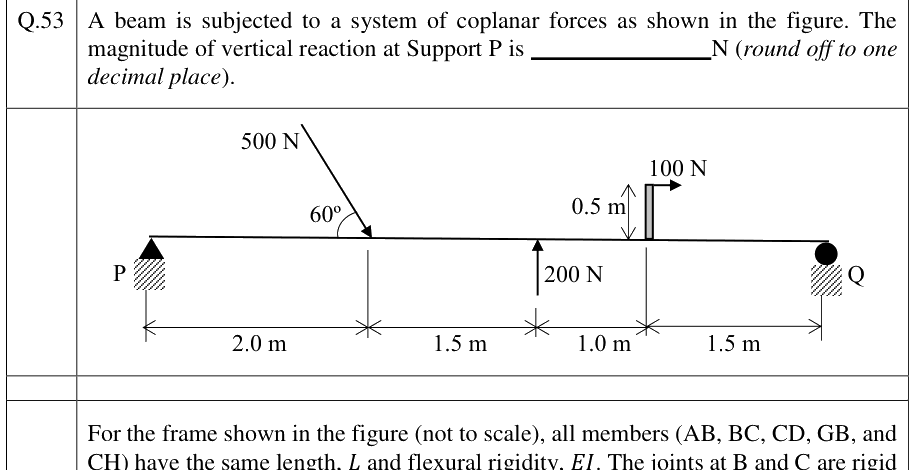 Q.53 A beam is subjected to a system of coplanar forces as shown in the figure. The
magnitude of vertical reaction at Support P is ______________ N (round off to one
decimal place).
500 N
100 N
0.5 m
60º
P
200 N
Q
2.0 m 1.5 m 1.0 m 1.5 m
For the frame shown in the figure (not to scale), all members (AB, BC, CD, GB, and
CH) have the same length, L and flexural rigidity, EI. The joints at B and C are rigid